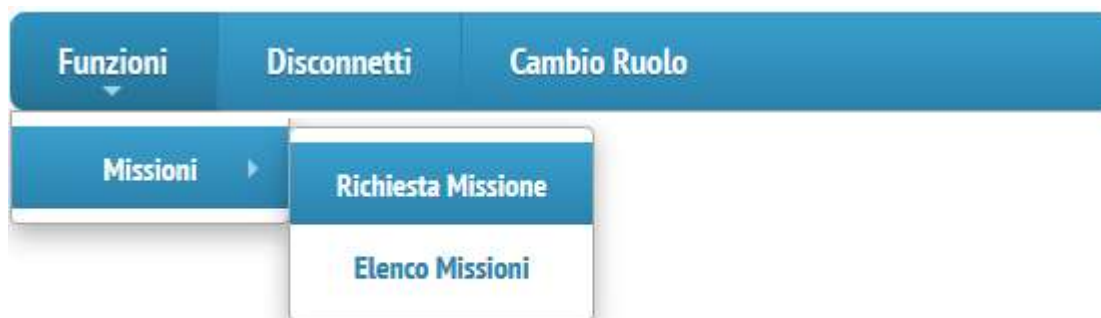 Funzioni Disconnetti Cambio Ruolo
Missioni
Richiesta Missione
Elenco Missioni